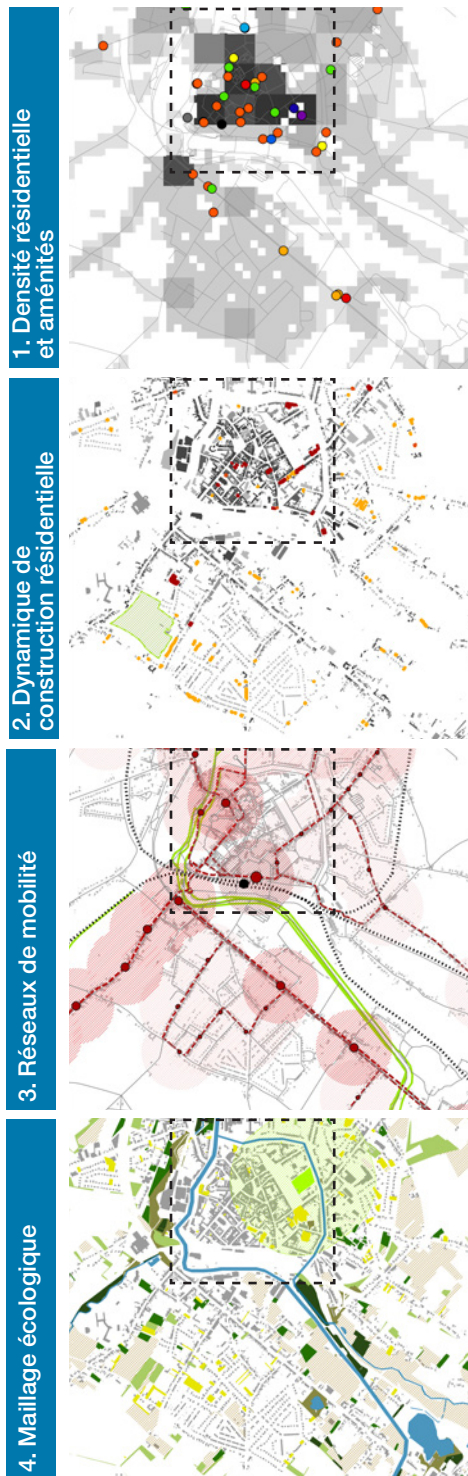 1. Densité résidentielle
et aménités
2. Dynamique de
construction résidentielle
3. Réseaux de mobilité
4. Maillage écologique